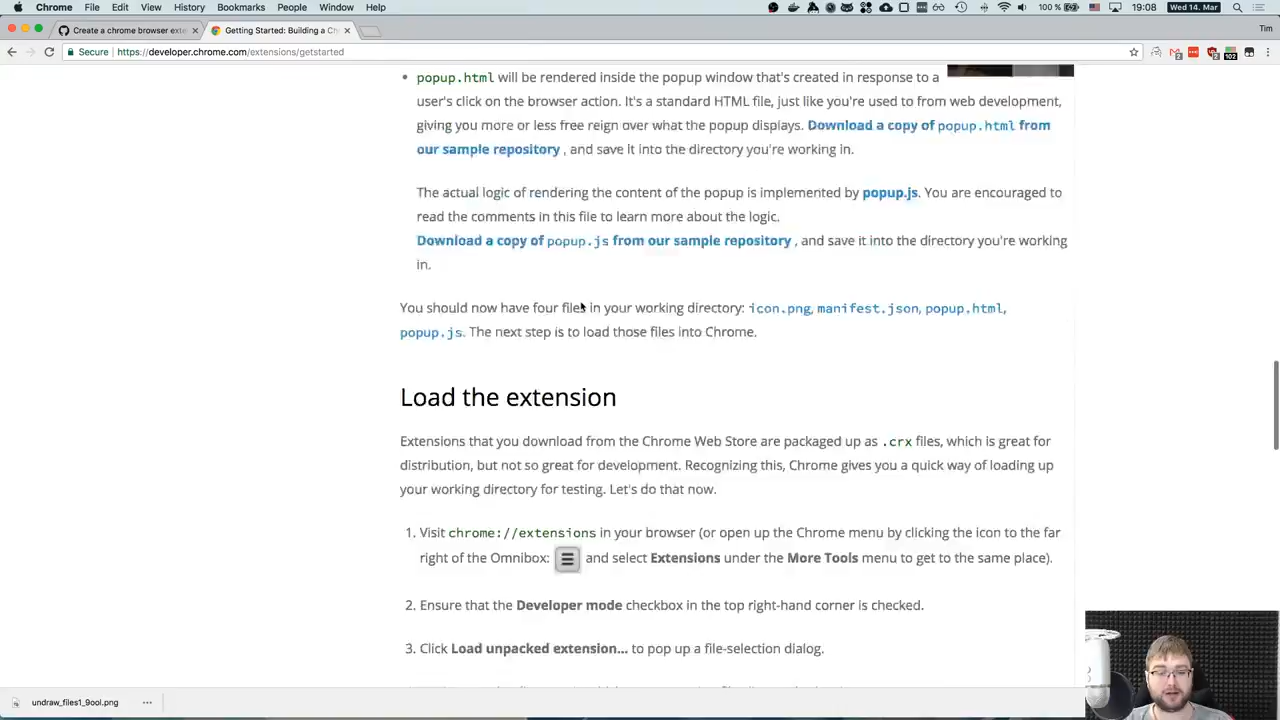 Chrome File Edit View History Bookmarks People Window Help 100% 19:08 Wed 14. Mar
Create a chrome browser exte Getting Started: Building a Ch Tim
Secure https://developer.chrome.com/extensions/getstarted
popup.html will be rendered inside the popup window that's created in response to a
user's click on the browser action. It's a standard HTML file, just like you're used to from web development,
giving you more or less free reign over what the popup displays. Download a copy of popup.html from
our sample repository , and save it into the directory you're working in.
The actual logic of rendering the content of the popup is implemented by popup.js. You are encouraged to
read the comments in this file to learn more about the logic.
Download a copy of popup.js from our sample repository , and save it into the directory you're working
in.
You should now have four files in your working directory: icon.png, manifest.json, popup.html,
popup.js. The next step is to load those files into Chrome.
Load the extension
Extensions that you download from the Chrome Web Store are packaged up as .crx files, which is great for
distribution, but not so great for development. Recognizing this, Chrome gives you a quick way of loading up
your working directory for testing. Let's do that now.
1. Visit chrome://extensions in your browser (or open up the Chrome menu by clicking the icon to the far
right of the Omnibox: and select Extensions under the More Tools menu to get to the same place).
2. Ensure that the Developer mode checkbox in the top right-hand corner is checked.
3. Click Load unpacked extension... to pop up a file-selection dialog.
undraw_files1_9ool.png